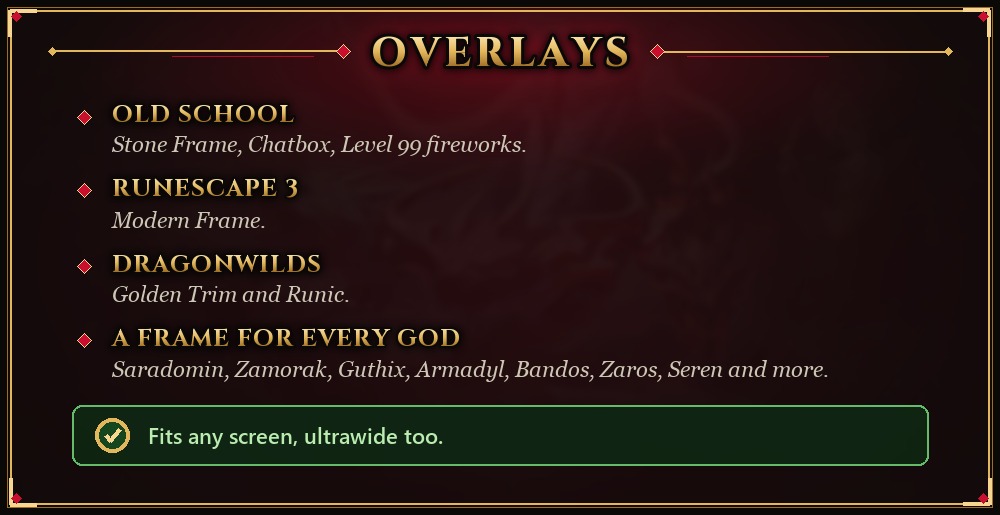 OVERLAYS
OLD SCHOOL
Stone Frame, Chatbox, Level 99 fireworks.
RUNESCAPE 3
Modern Frame.
DRAGONWILDS
Golden Trim and Runic.
A FRAME FOR EVERY GOD
Saradomin, Zamorak, Guthix, Armadyl, Bandos, Zaros, Seren and more.
Fits any screen, ultrawide too.